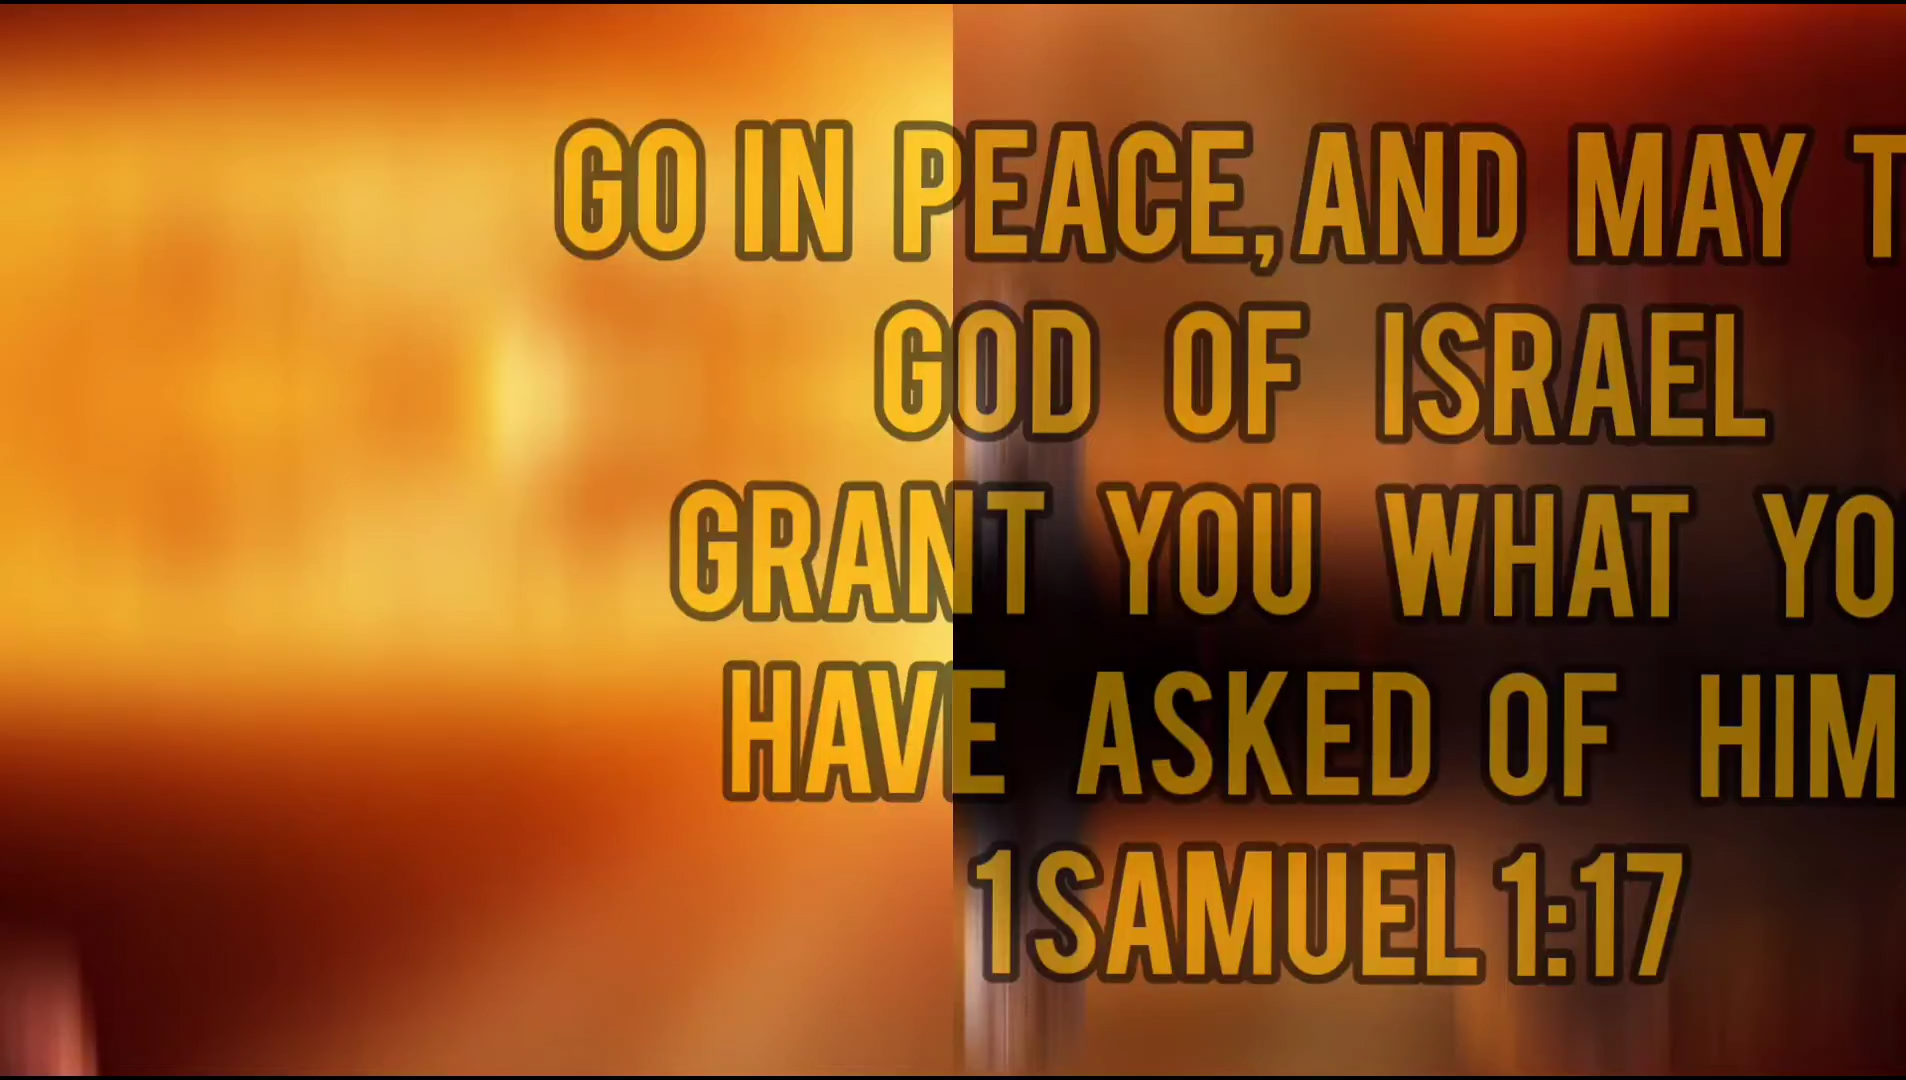 GO IN PEACE, AND MAY T
GOD OF ISRAEL
GRANT YOU WHAT YO
HAVE ASKED OF HIM
1SAMUEL 1:17